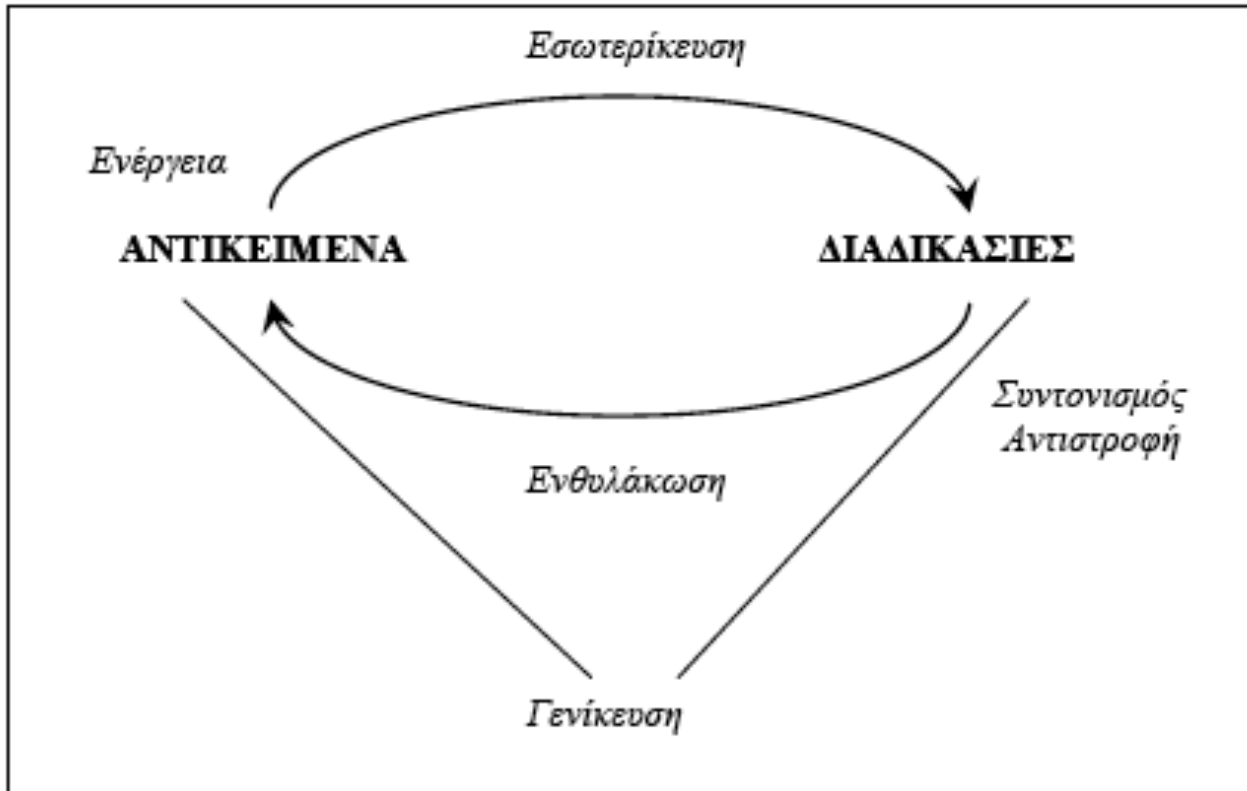 Εσωτερίκευση
Ενέργεια
ΑΝΤΙΚΕΙΜΕΝΑ
ΔΙΑΔΙΚΑΣΙΕΣ
Συντονισμός
Αντιστροφή
Ενθυλάκωση
Γενίκευση